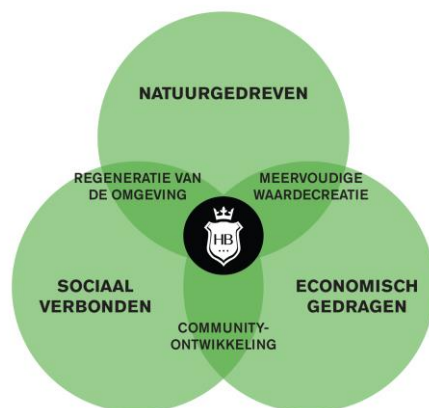 NATUURGEDREVEN
REGENERATIE VAN
DE OMGEVING
MEERVOUDIGE
WAARDECREATIE
HB
SOCIAAL
VERBONDEN
ECONOMISCH
GEDRAGEN
COMMUNITY-
ONTWIKKELING